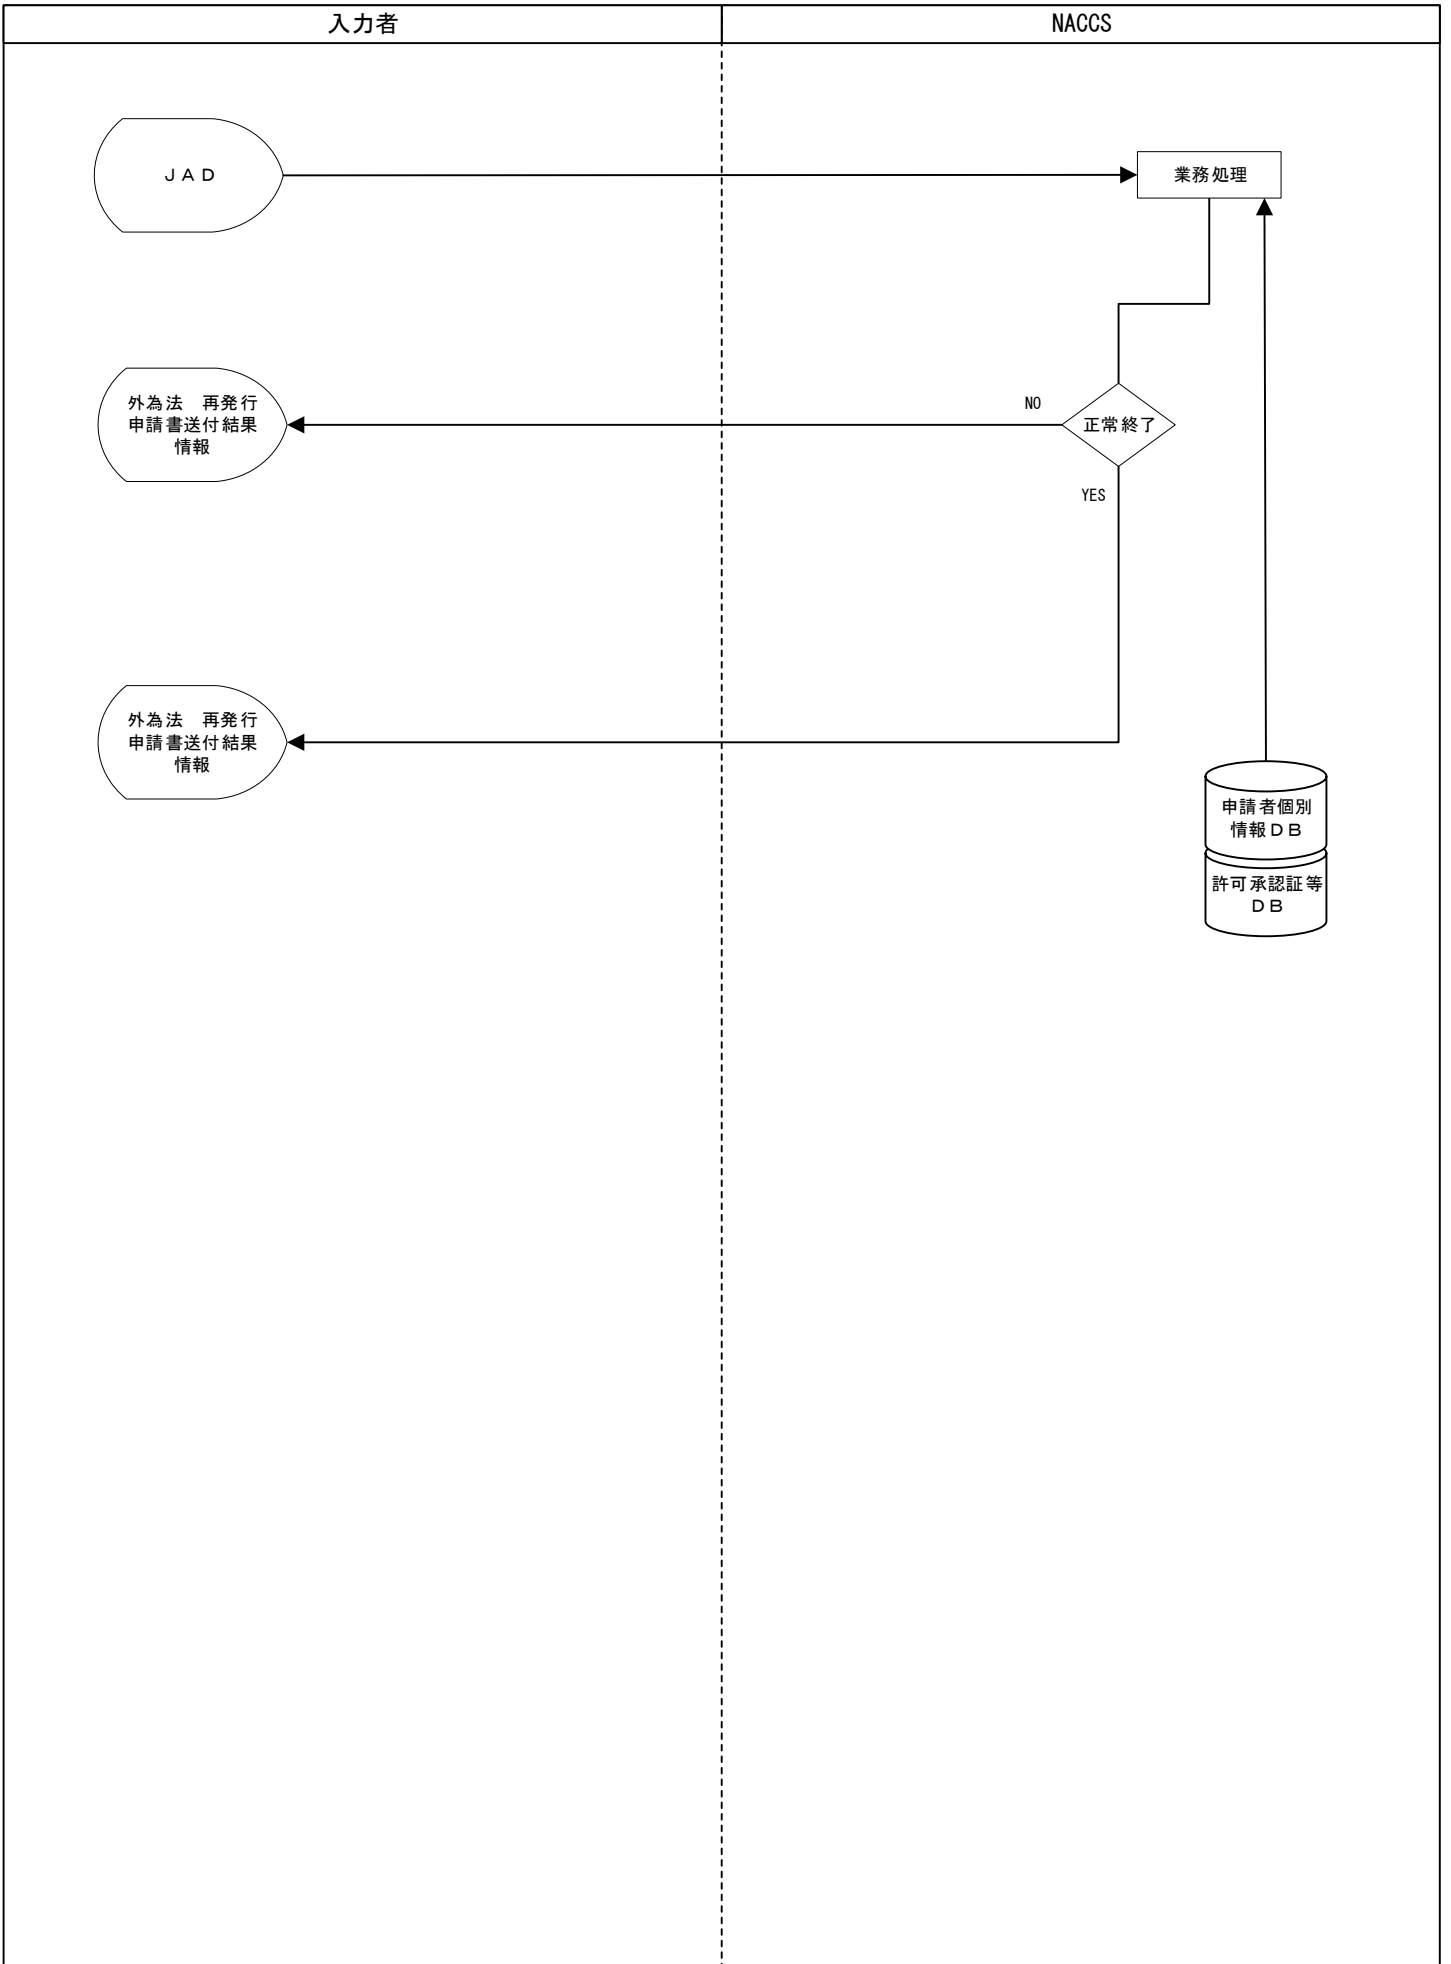 入力者
NACCS
ＪＡＤ
業務処理
外為法　再発行
申請書送付結果
情報
NO
正常終了
YES
外為法　再発行
申請書送付結果
情報
申請者個別
情報ＤＢ
許可承認証等
ＤＢ